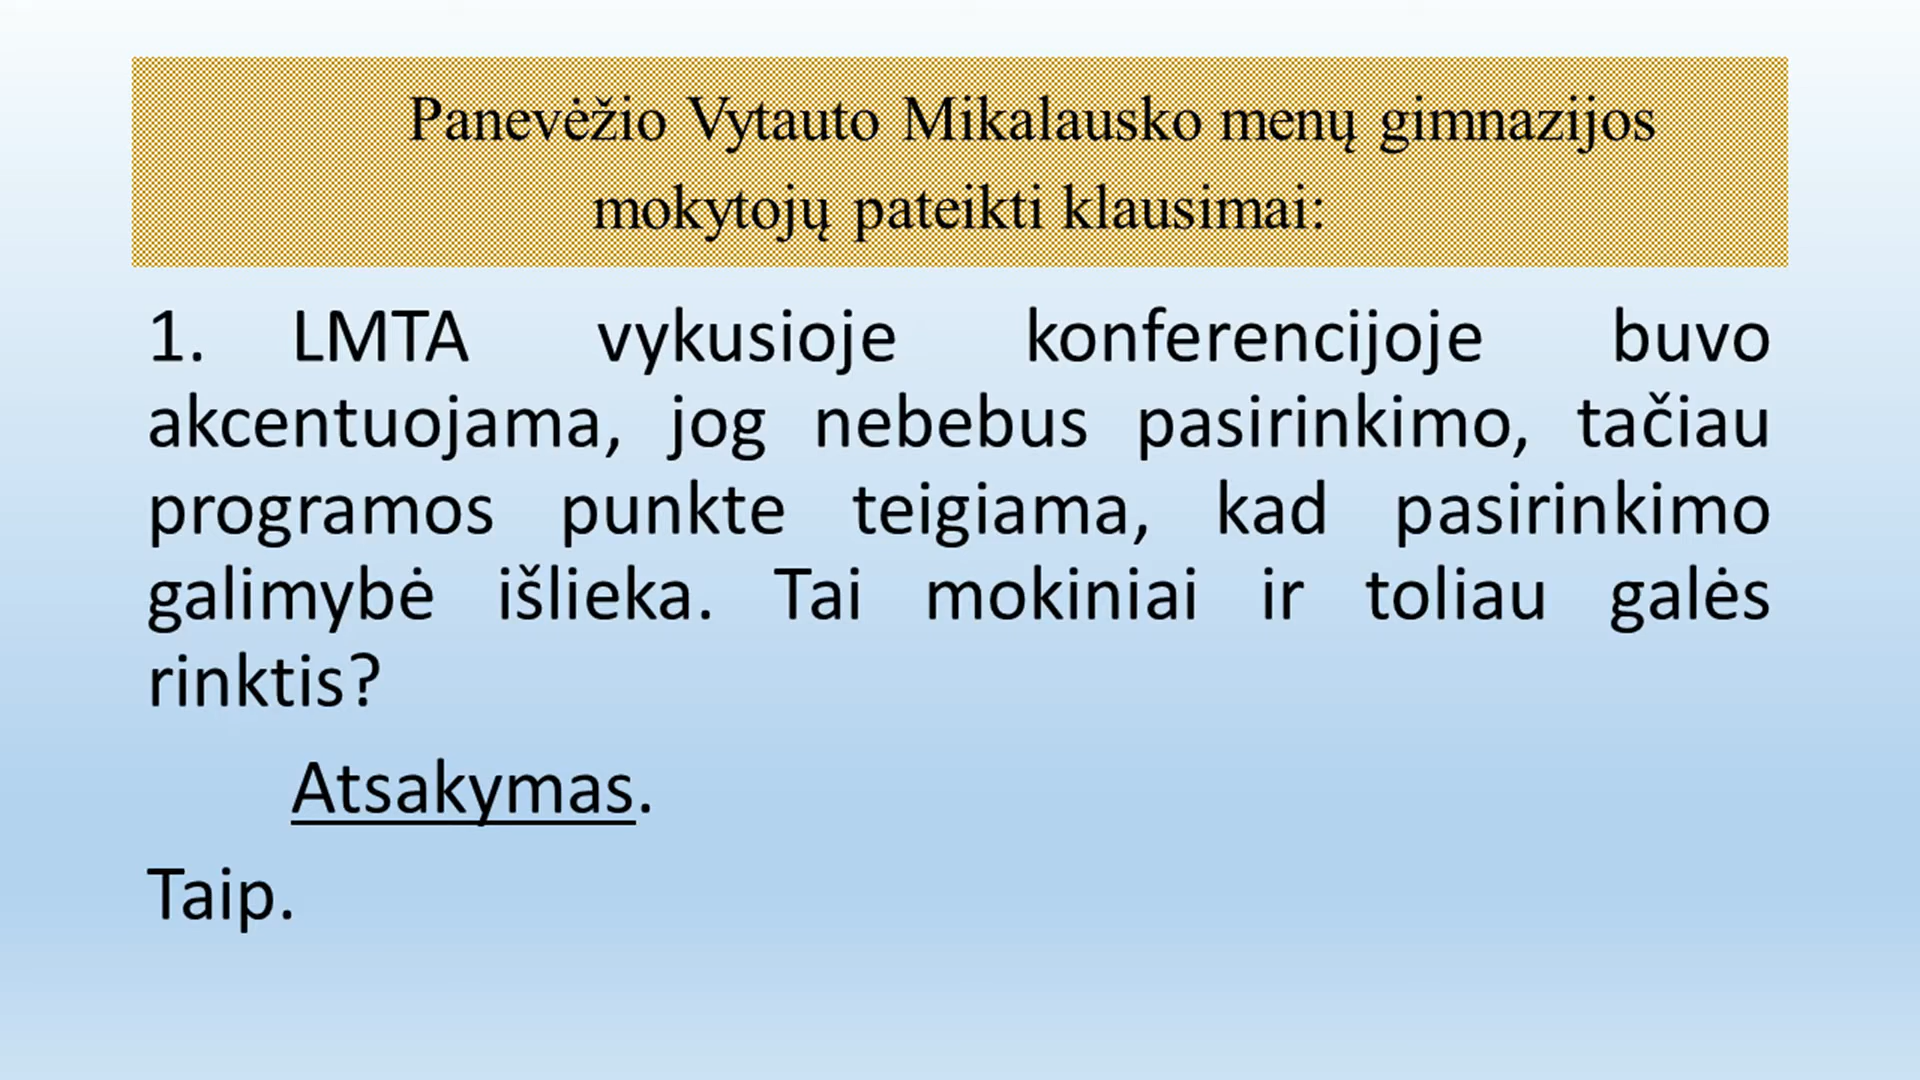 Panevėžio Vytauto Mikalausko menų gimnazijos
mokytojų pateikti klausimai:
1. LMTA vykusioje konferencijoje buvo
akcentuojama, jog nebebus pasirinkimo, tačiau
programos punkte teigiama, kad pasirinkimo
galimybė išlieka. Tai mokiniai ir toliau galės
rinktis?
Atsakymas.
Taip.